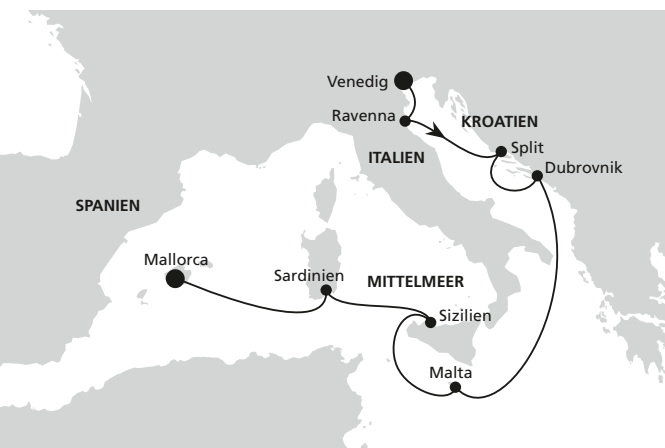 Venedig
Ravenna
KROATIEN
Split
ITALIEN
Dubrovnik
SPANIEN
Mallorca
Sardinien
MITTELMEER
Sizilien
Malta